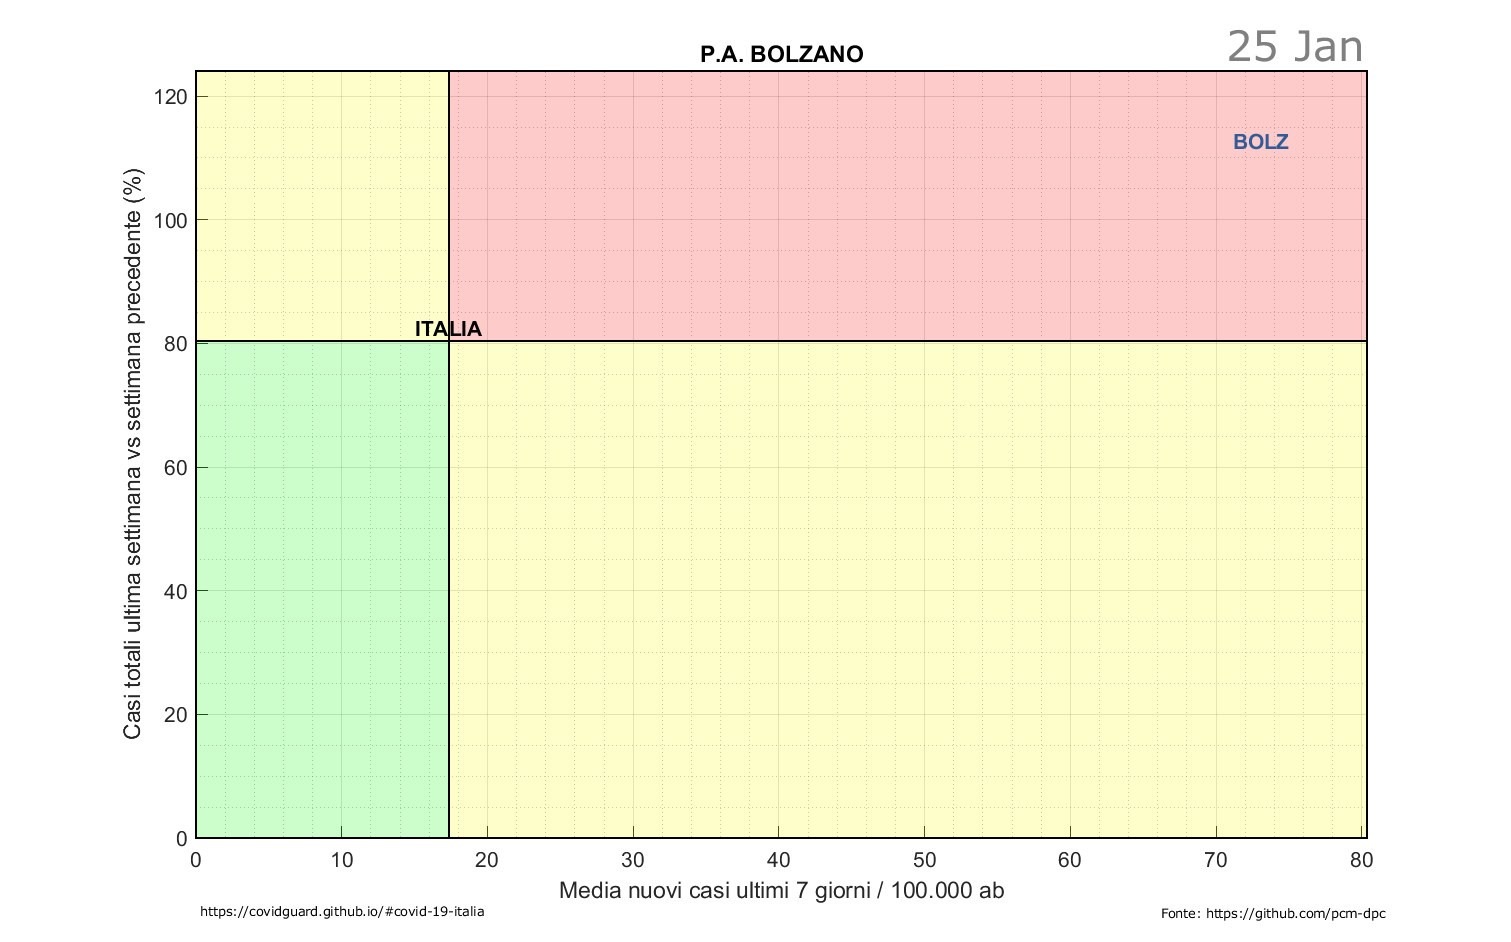 25 Jan
P.A. BOLZANO
120
100
80
60
40
20
0
Casi totali ultima settimana vs settimana precedente (%)
BOLZ
ITALIA
0 10 20 30 40 50 60 70 80
Media nuovi casi ultimi 7 giorni / 100.000 ab
https://covidguard.github.io/#covid-19-italia
Fonte: https://github.com/pcm-dpc